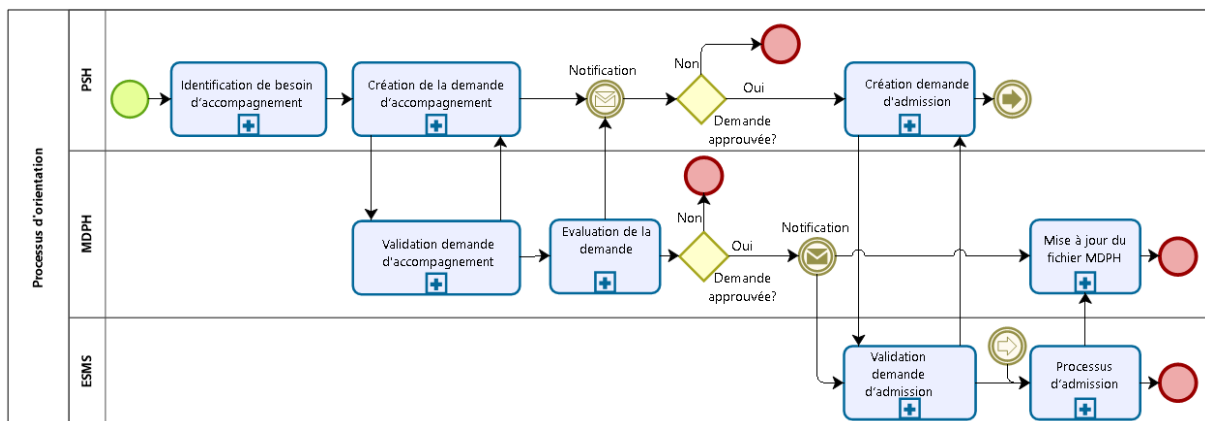 Processus d'orientation
PSH
Identification de besoin
d'accompagnement
Création de la demande
d'accompagnement
Notification
Non
Oui
Demande
approuvée?
Création demande
d'admission
MDPH
Validation demande
d'accompagnement
Evaluation de la
demande
Non
Oui
Demande
approuvée?
Notification
Mise à jour du
fichier MDPH
ESMS
Validation
demande
d'admission
Processus
d'admission